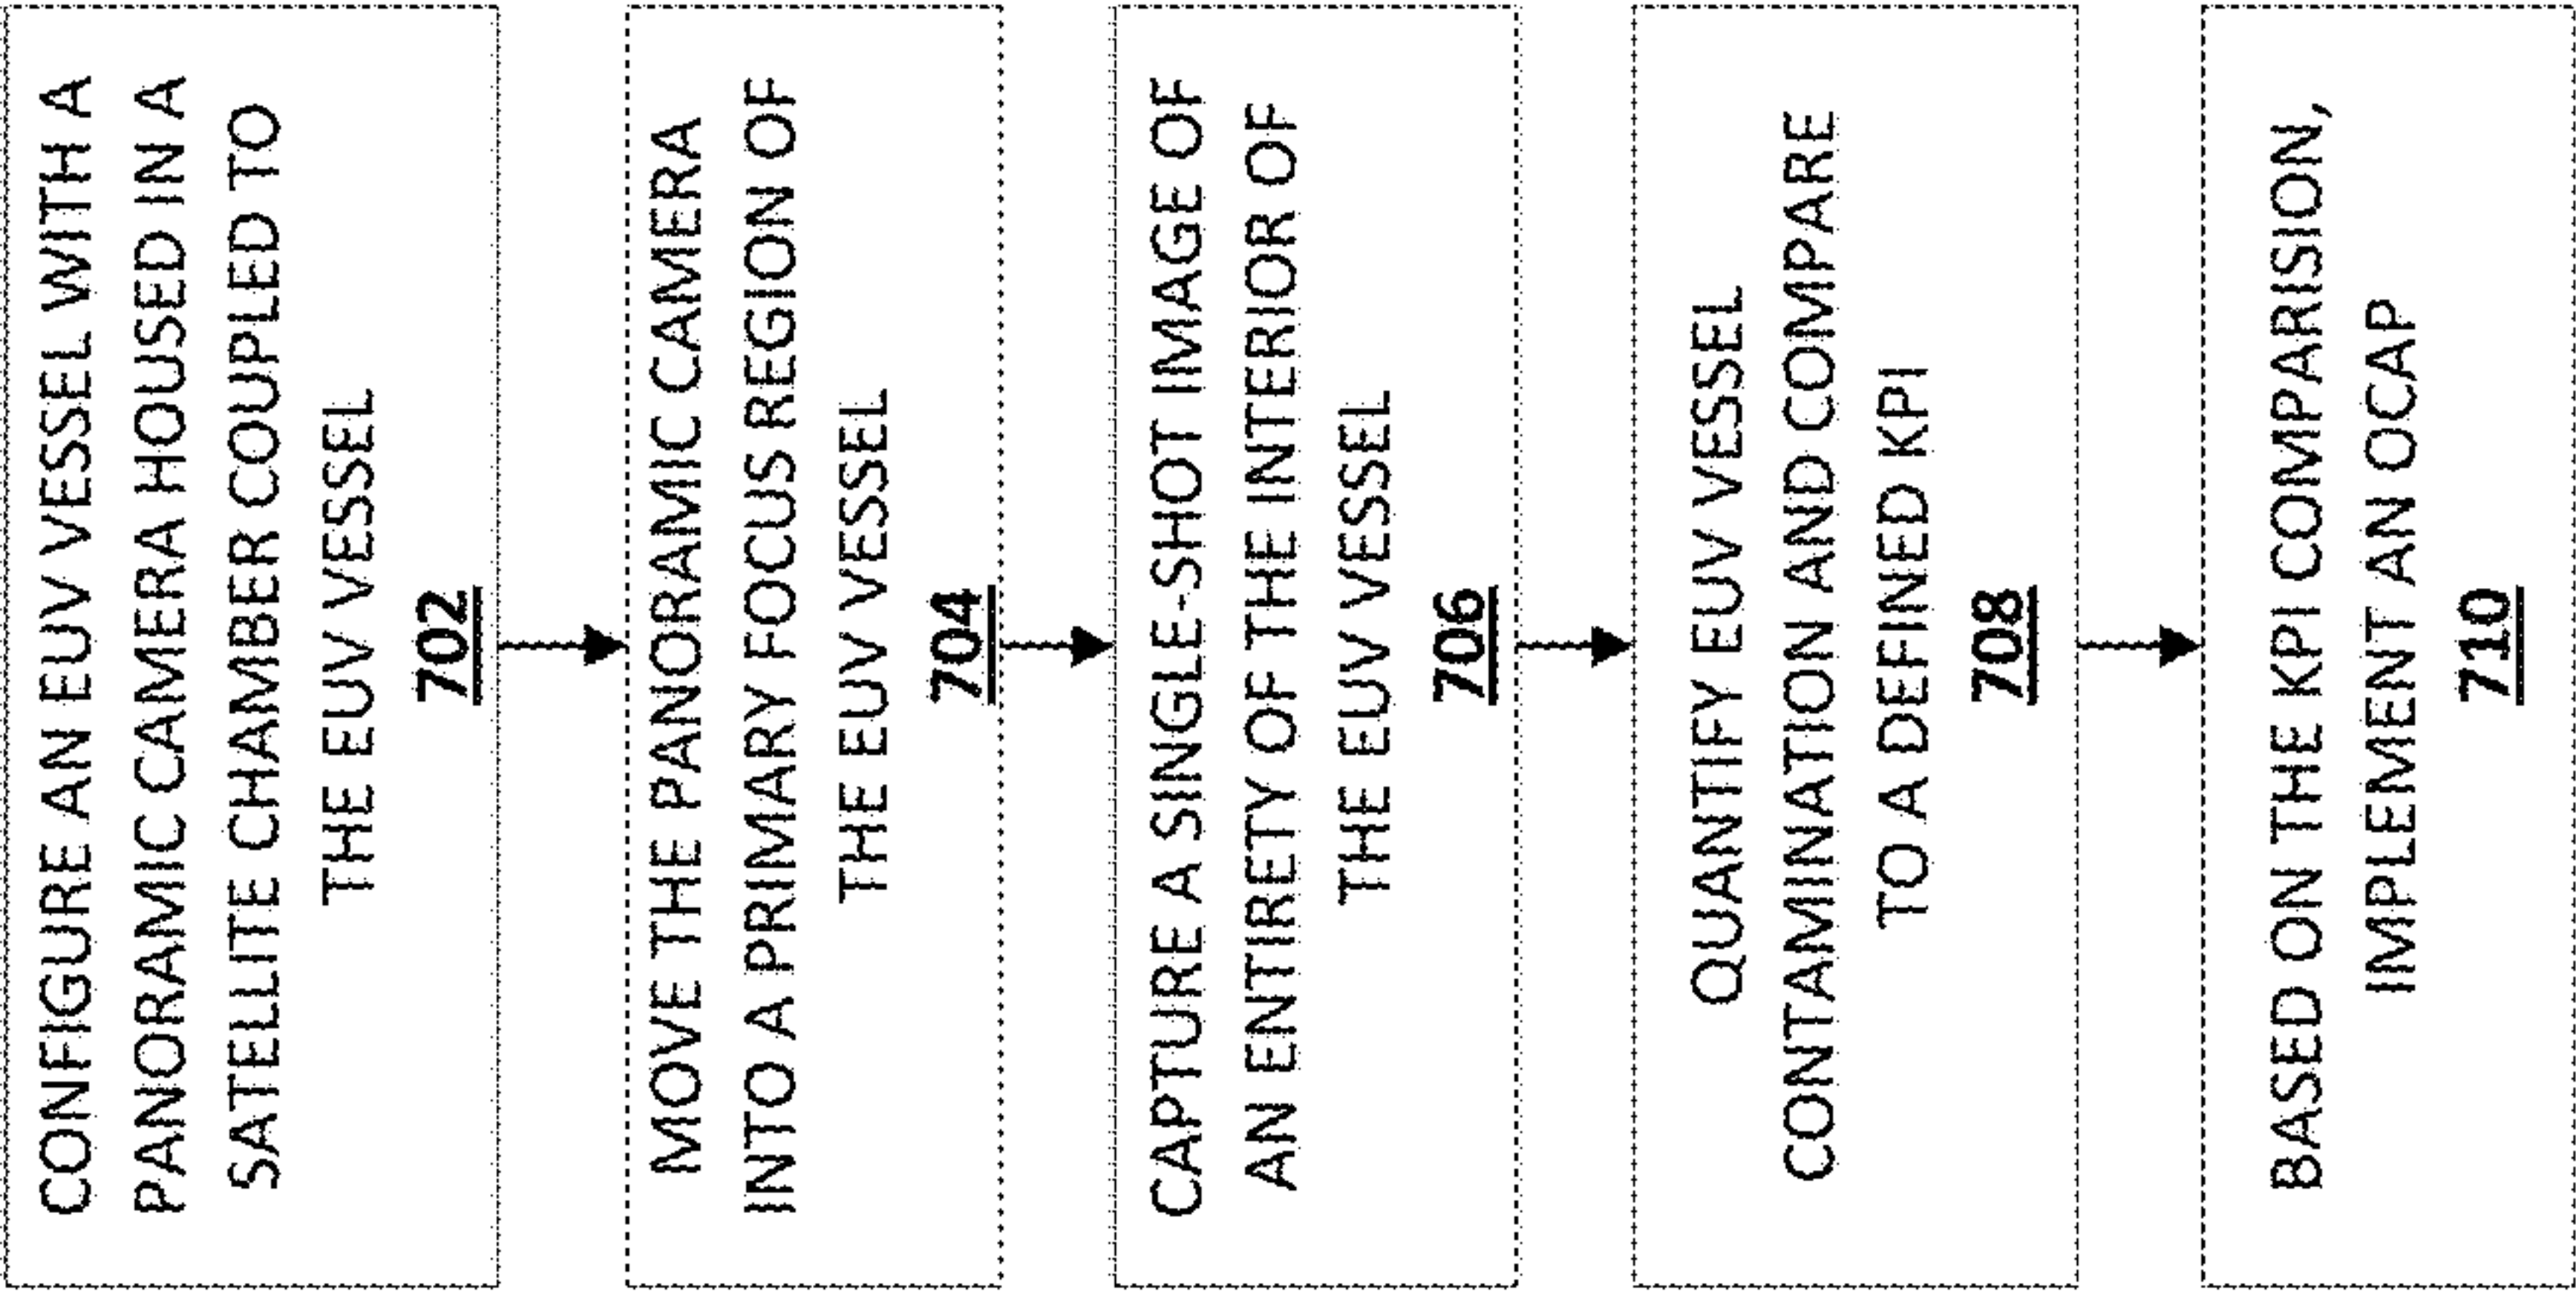 CONFIGURE AN EUV VESSEL WITH A
PANORAMIC CAMERA HOUSED IN A
SATELLITE CHAMBER COUPLED TO
THE EUV VESSEL
702
MOVE THE PANORAMIC CAMERA
INTO A PRIMARY FOCUS REGION OF
THE EUV VESSEL
704
CAPTURE A SINGLE-SHOT IMAGE OF
AN ENTIRETY OF THE INTERIOR OF
THE EUV VESSEL
706
QUANTIFY EUV VESSEL
CONTAMINATION AND COMPARE
TO A DEFINED KPI
708
BASED ON THE KPI COMPARISION,
IMPLEMENT AN OCAP
710